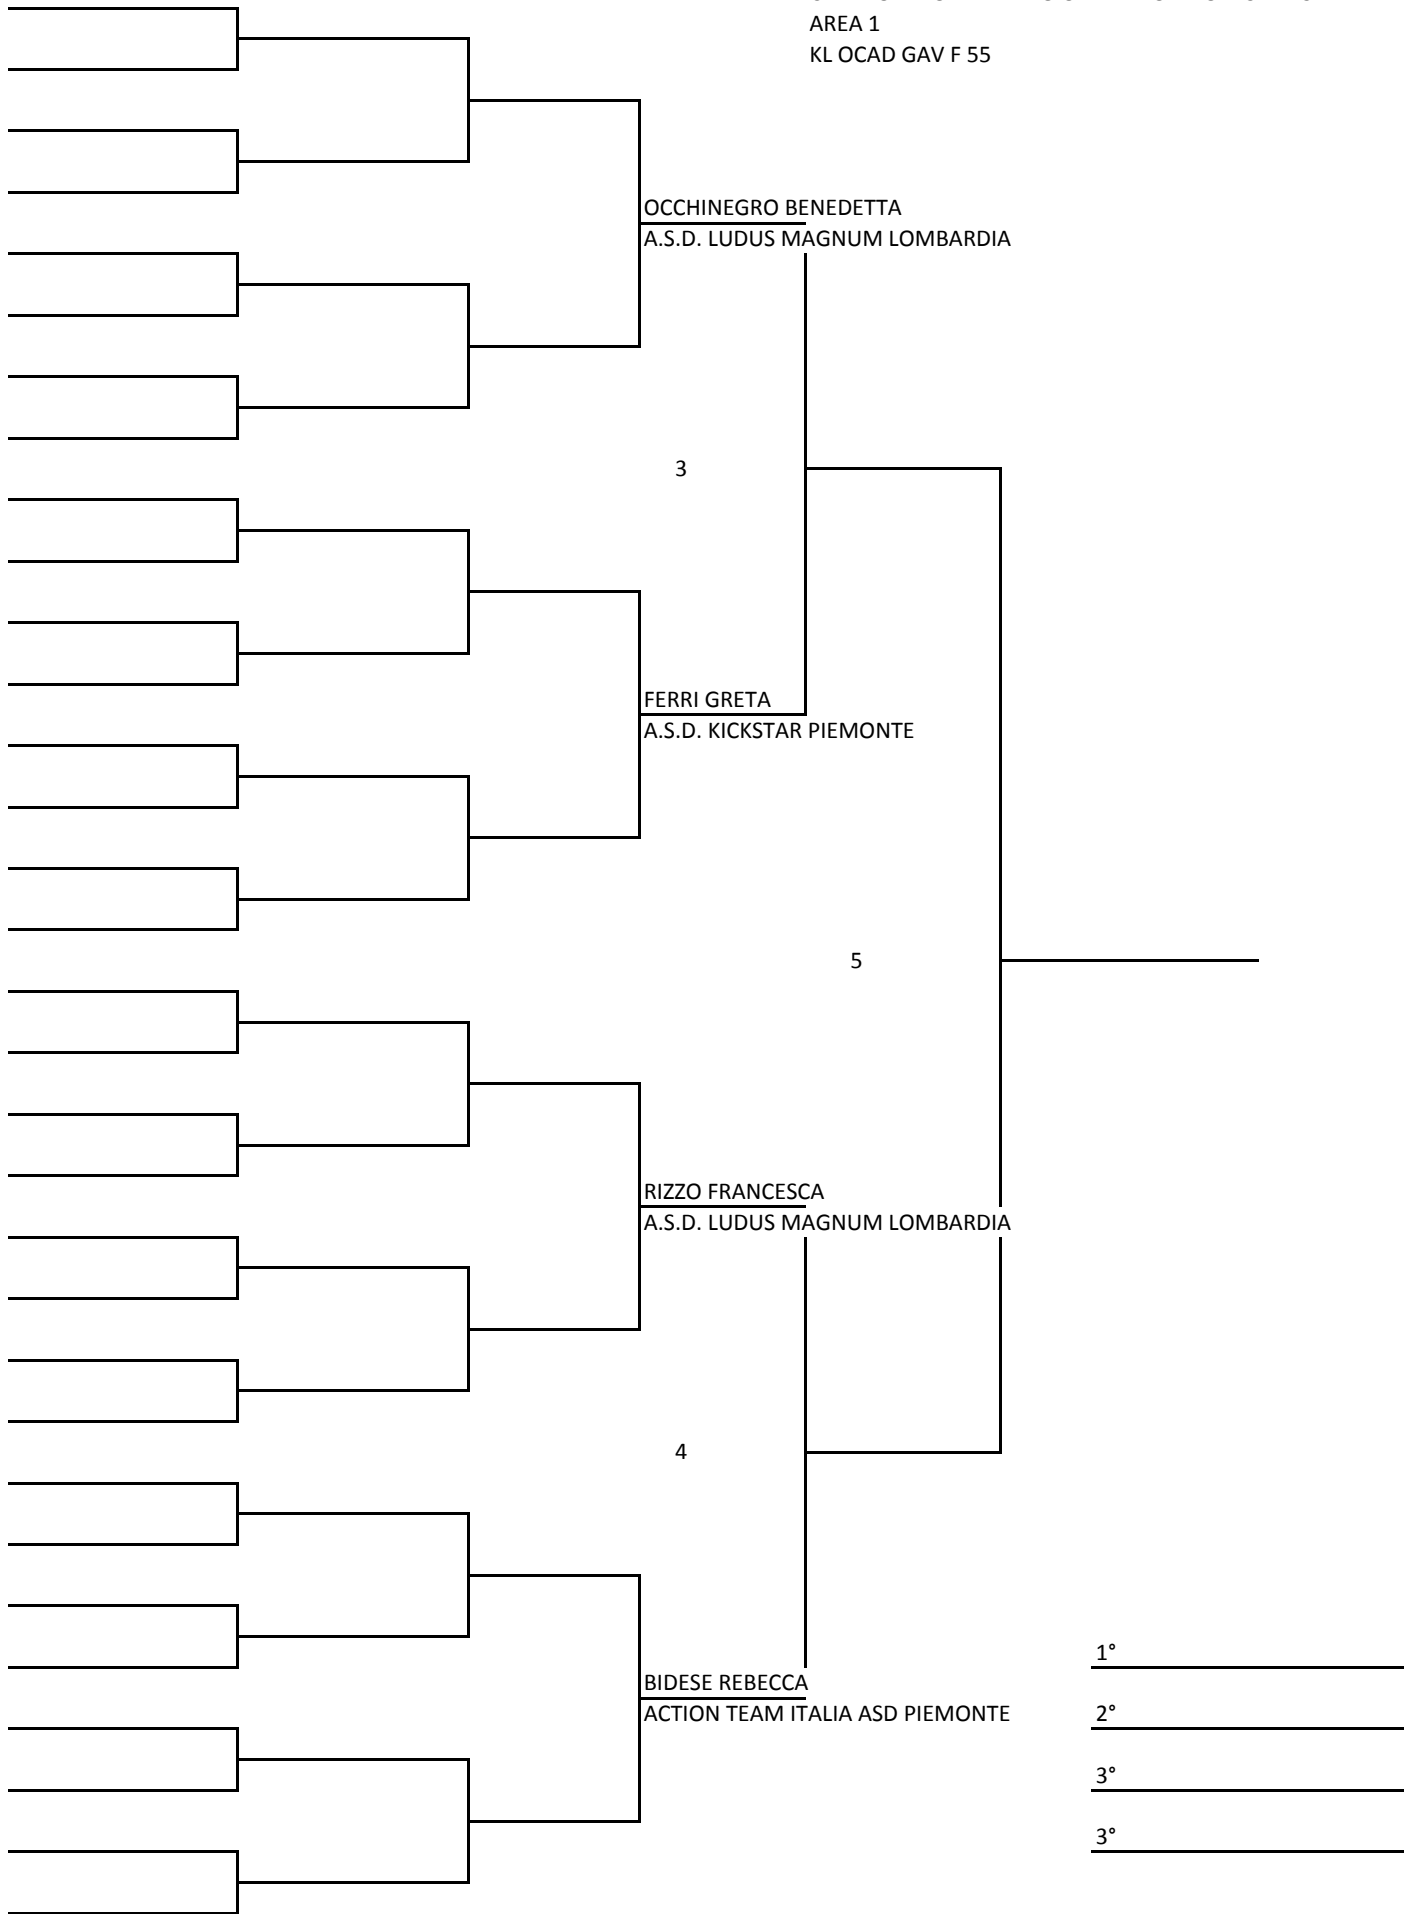 AREA 1
KL OCAD GAV F 55
OCCHINEGRO BENEDETTA
A.S.D. LUDUS MAGNUM LOMBARDIA
3
FERRI GRETA
A.S.D. KICKSTAR PIEMONTE
5
RIZZO FRANCESCA
A.S.D. LUDUS MAGNUM LOMBARDIA
4
1°
BIDESE REBECCA
ACTION TEAM ITALIA ASD PIEMONTE
2°
3°
3°